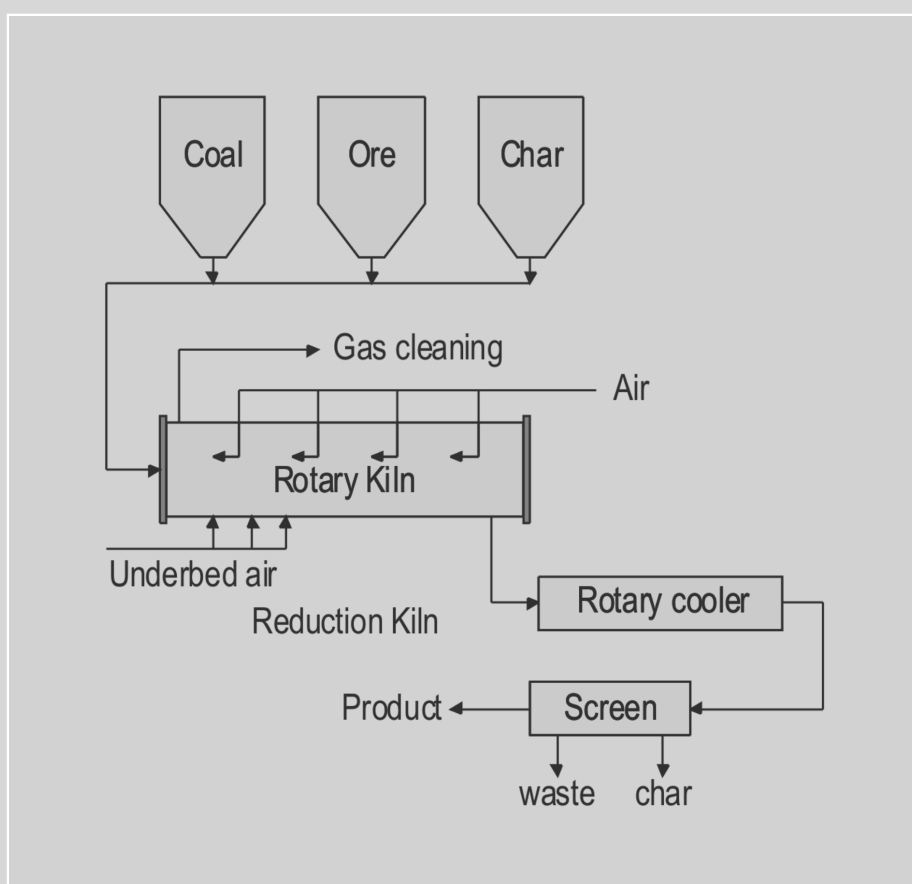 Coal
Ore
Char
Gas cleaning
Air
Rotary Kiln
Underbed air
Rotary cooler
Reduction Kiln
Product
Screen
waste
char